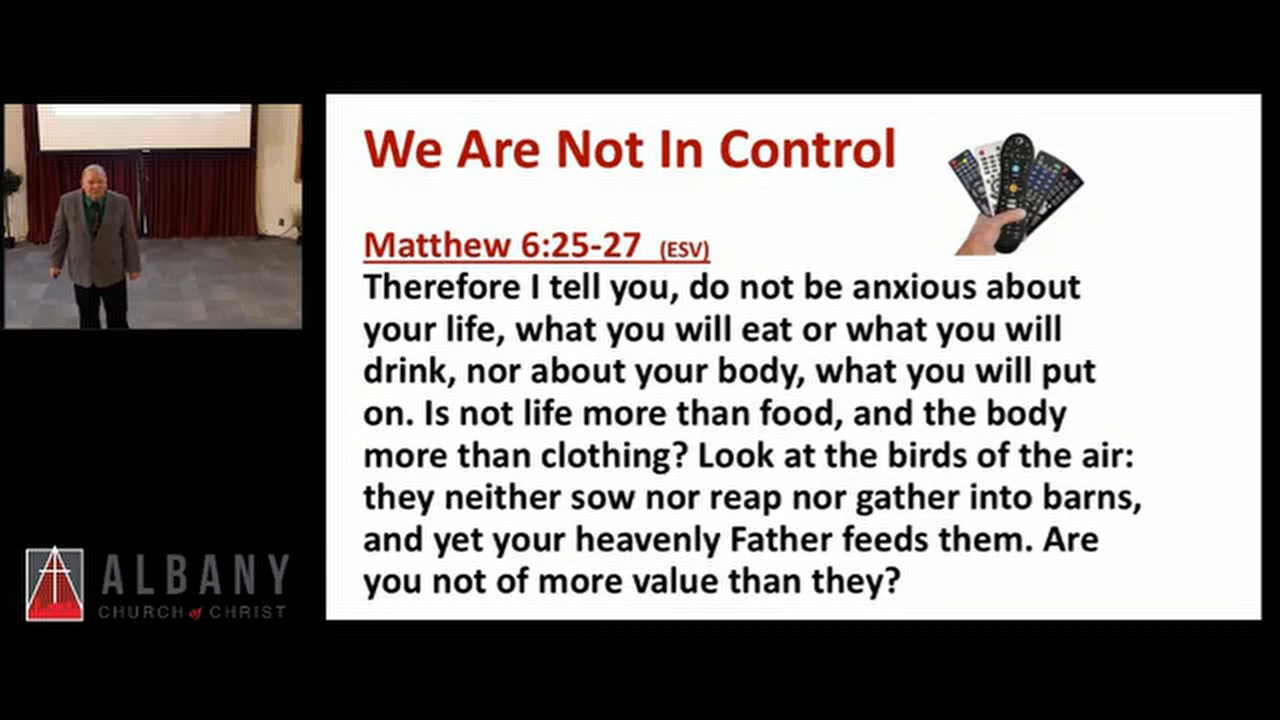 We Are Not In Control
Matthew 6:25-27 (ESV)
Therefore I tell you, do not be anxious about
your life, what you will eat or what you will
drink, nor about your body, what you will put
on. Is not life more than food, and the body
more than clothing? Look at the birds of the air:
they neither sow nor reap nor gather into barns,
and yet your heavenly Father feeds them. Are
you not of more value than they?
ALBANY
CHURCH of CHRIST